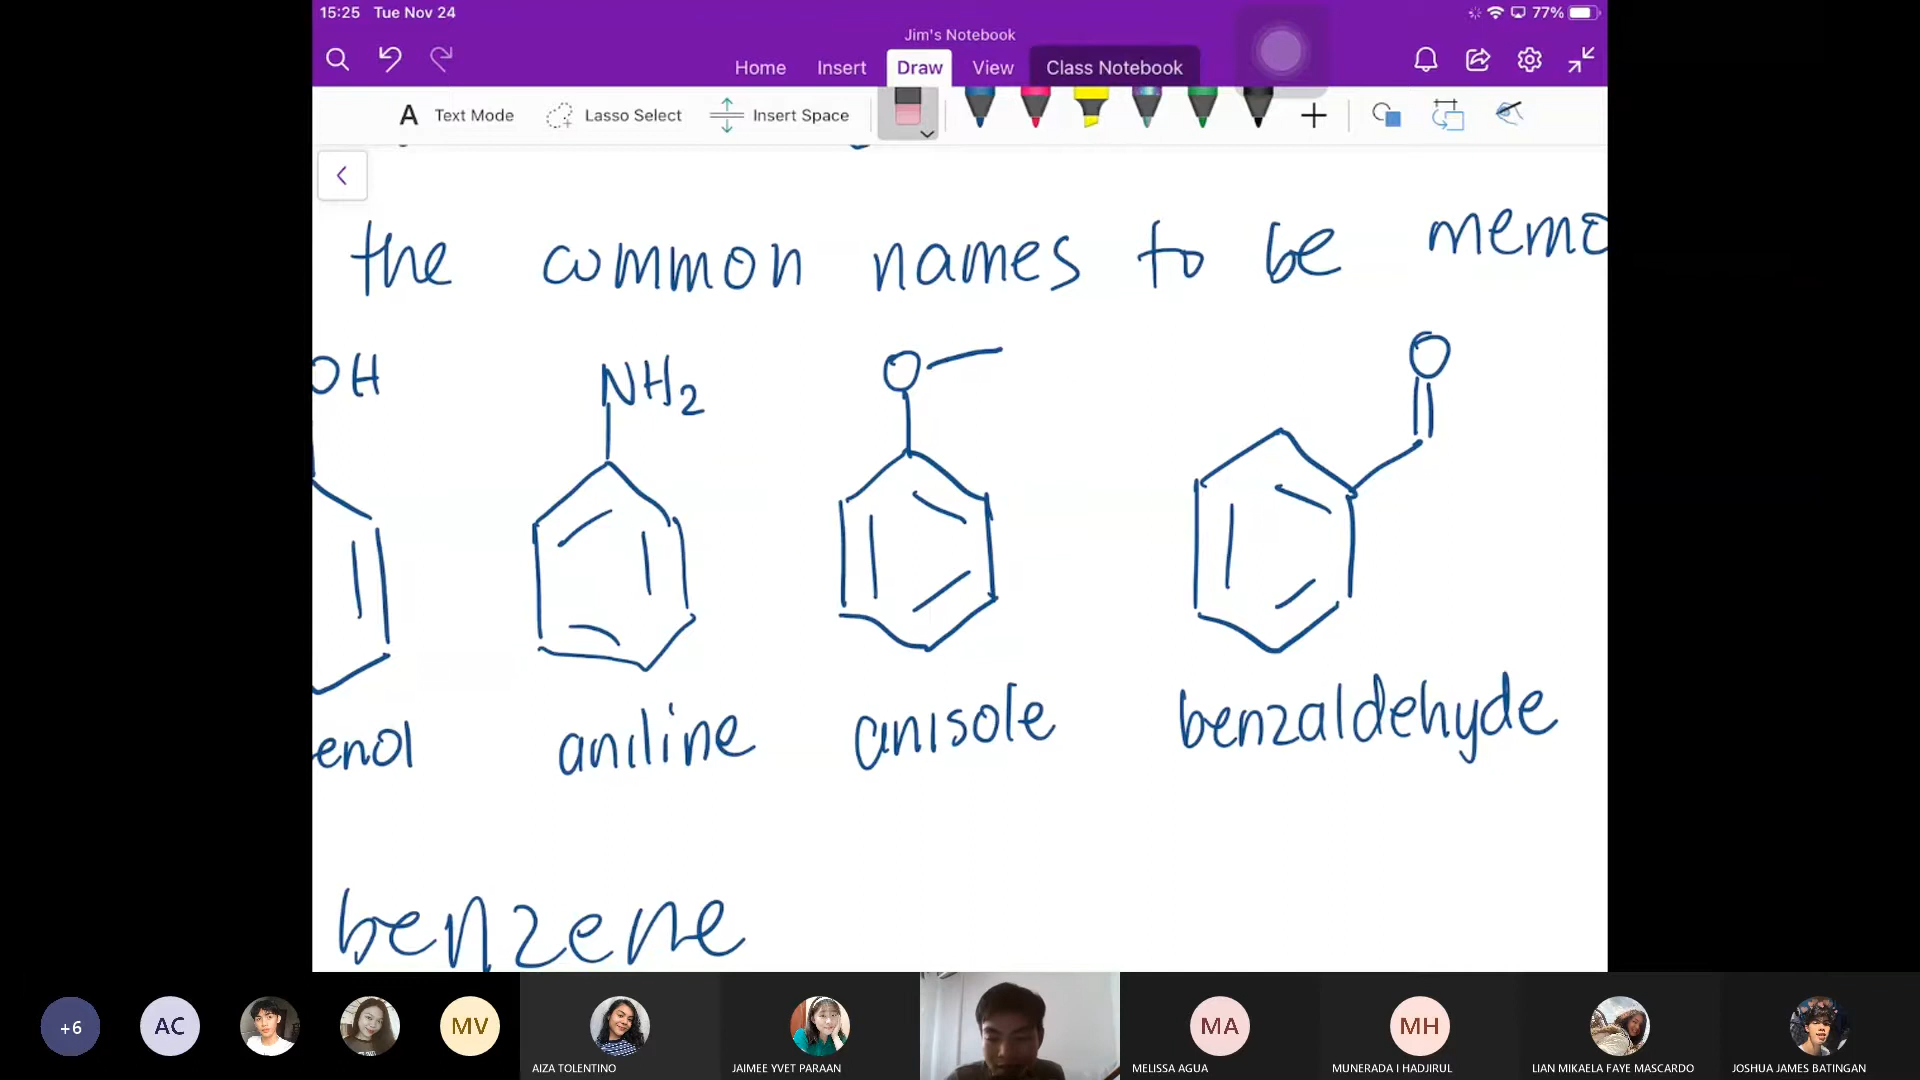 15:25 Tue Nov 24
77%
Jim's Notebook
Home Insert Draw View Class Notebook
A Text Mode Lasso Select Insert Space
the common names to be memo
OH NH2 O O
enol aniline anisole benzaldehyde
benzene
+6 AC MV MA MH
AIZA TOLENTINO JAIMEE YVET PARAAN MELISSA AGUA MUNERADA I HADJIRUL LIAN MIKAELA FAYE MASCARDO JOSHUA JAMES BATINGAN